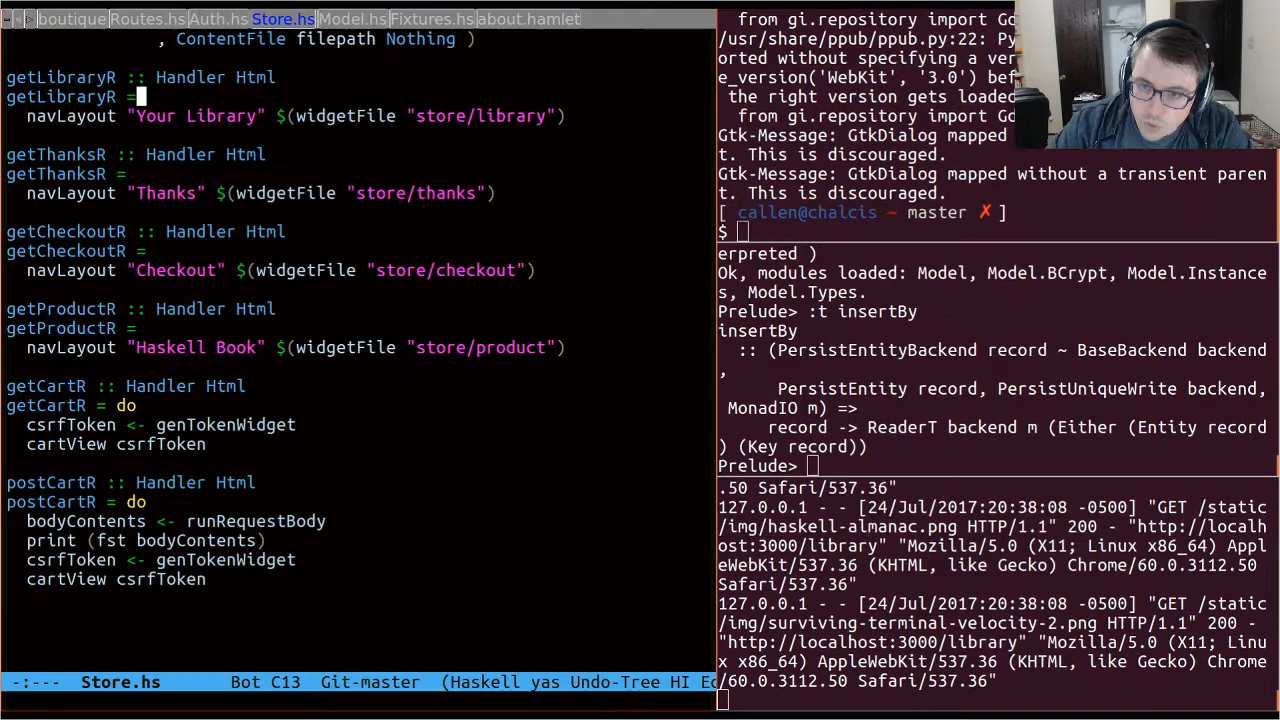 boutique Routes.hs Auth.hs Store.hs Model.hs Fixtures.hs about.hamlet
, ContentFile filepath Nothing )
getLibraryR :: Handler Html
getLibraryR =
navLayout "Your Library" $(widgetFile "store/library")
getThanksR :: Handler Html
getThanksR =
navLayout "Thanks" $(widgetFile "store/thanks")
getCheckoutR :: Handler Html
getCheckoutR =
navLayout "Checkout" $(widgetFile "store/checkout")
getProductR :: Handler Html
getProductR =
navLayout "Haskell Book" $(widgetFile "store/product")
getCartR :: Handler Html
getCartR = do
csrfToken <- genTokenWidget
cartView csrfToken
postCartR :: Handler Html
postCartR = do
bodyContents <- runRequestBody
print (fst bodyContents)
csrfToken <- genTokenWidget
cartView csrfToken
-:--- Store.hs Bot C13 Git-master (Haskell yas Undo-Tree HI Ed
from gi.repository import Gd
/usr/share/ppub/ppub.py:22: Py
orted without specifying a ver
e_version('WebKit', '3.0') bef
the right version gets loaded
from gi.repository import Gd
Gtk-Message: GtkDialog mapped
t. This is discouraged.
Gtk-Message: GtkDialog mapped without a transient paren
t. This is discouraged.
[ callen@chalcis ~ master ✗ ]
$
erpreted )
Ok, modules loaded: Model, Model.BCrypt, Model.Instance
s, Model.Types.
Prelude> :t insertBy
insertBy
:: (PersistEntityBackend record ~ BaseBackend backend
,
PersistEntity record, PersistUniqueWrite backend,
MonadIO m) =>
record -> ReaderT backend m (Either (Entity record
) (Key record))
Prelude>
.50 Safari/537.36"
127.0.0.1 - - [24/Jul/2017:20:38:08 -0500] "GET /static
/img/haskell-almanac.png HTTP/1.1" 200 - "http://localh
ost:3000/library" "Mozilla/5.0 (X11; Linux x86_64) Appl
eWebKit/537.36 (KHTML, like Gecko) Chrome/60.0.3112.50
Safari/537.36"
127.0.0.1 - - [24/Jul/2017:20:38:08 -0500] "GET /static
/img/surviving-terminal-velocity-2.png HTTP/1.1" 200 -
"http://localhost:3000/library" "Mozilla/5.0 (X11; Linu
x x86_64) AppleWebKit/537.36 (KHTML, like Gecko) Chrome
/60.0.3112.50 Safari/537.36"